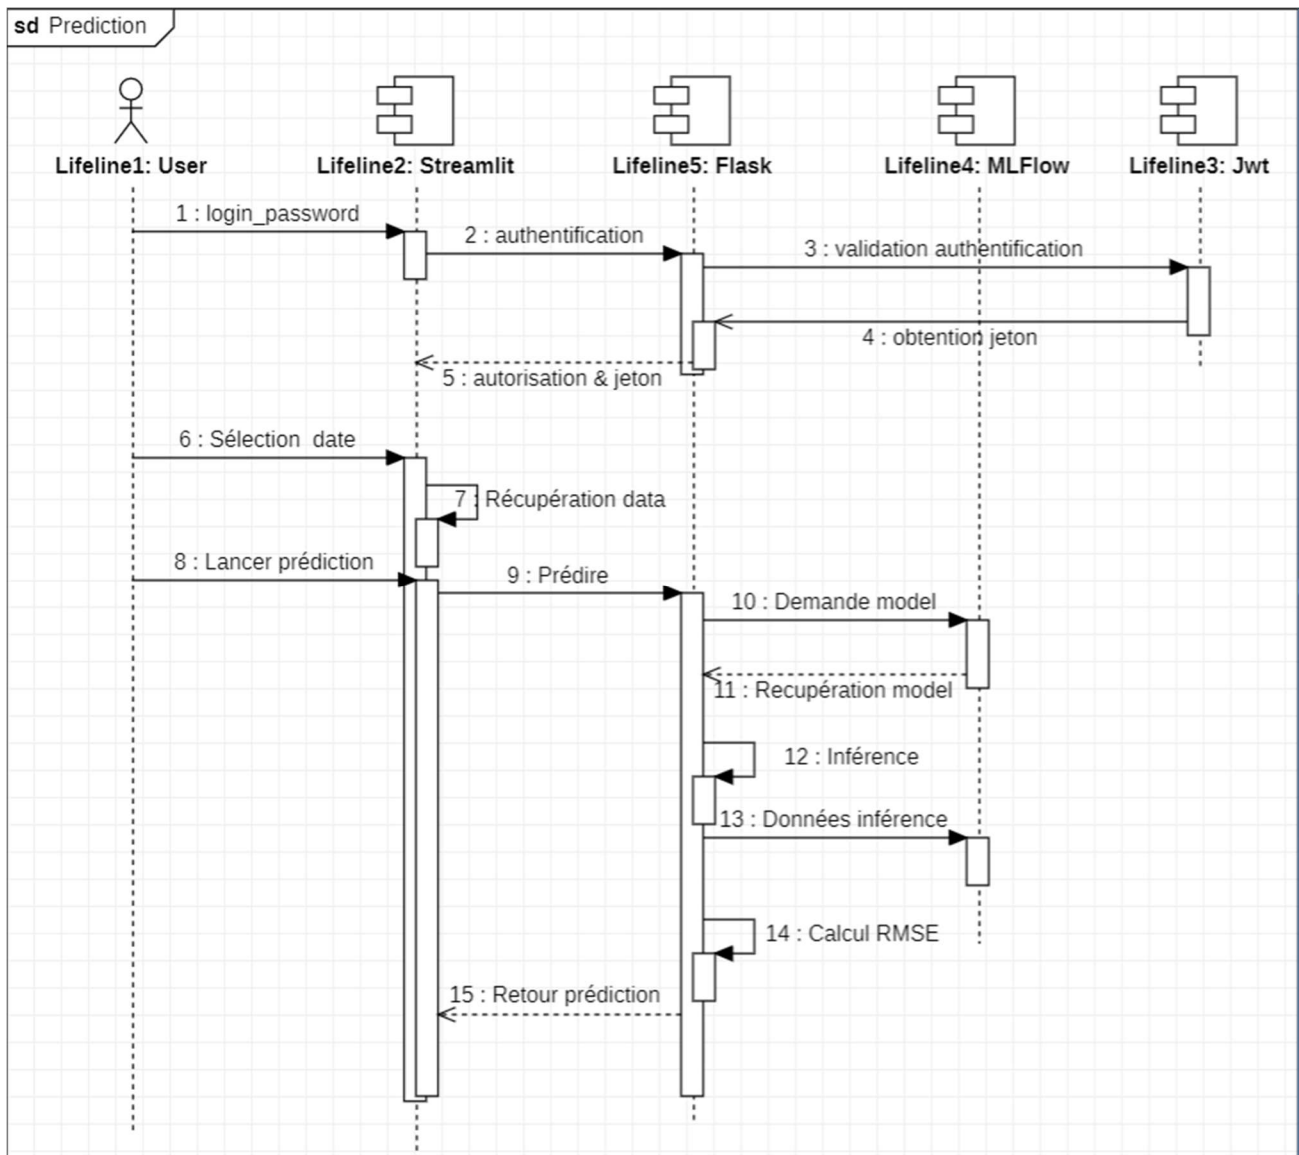 sd Prediction
Lifeline1: User
Lifeline2: Streamlit
Lifeline5: Flask
Lifeline4: MLFlow
Lifeline3: Jwt
1 : login_password
2 : authentification
3 : validation authentification
4 : obtention jeton
5 : autorisation & jeton
6 : Sélection  date
7 : Récupération data
8 : Lancer prédiction
9 : Prédire
10 : Demande model
11 : Recupération model
12 : Inférence
13 : Données inférence
14 : Calcul RMSE
15 : Retour prédiction